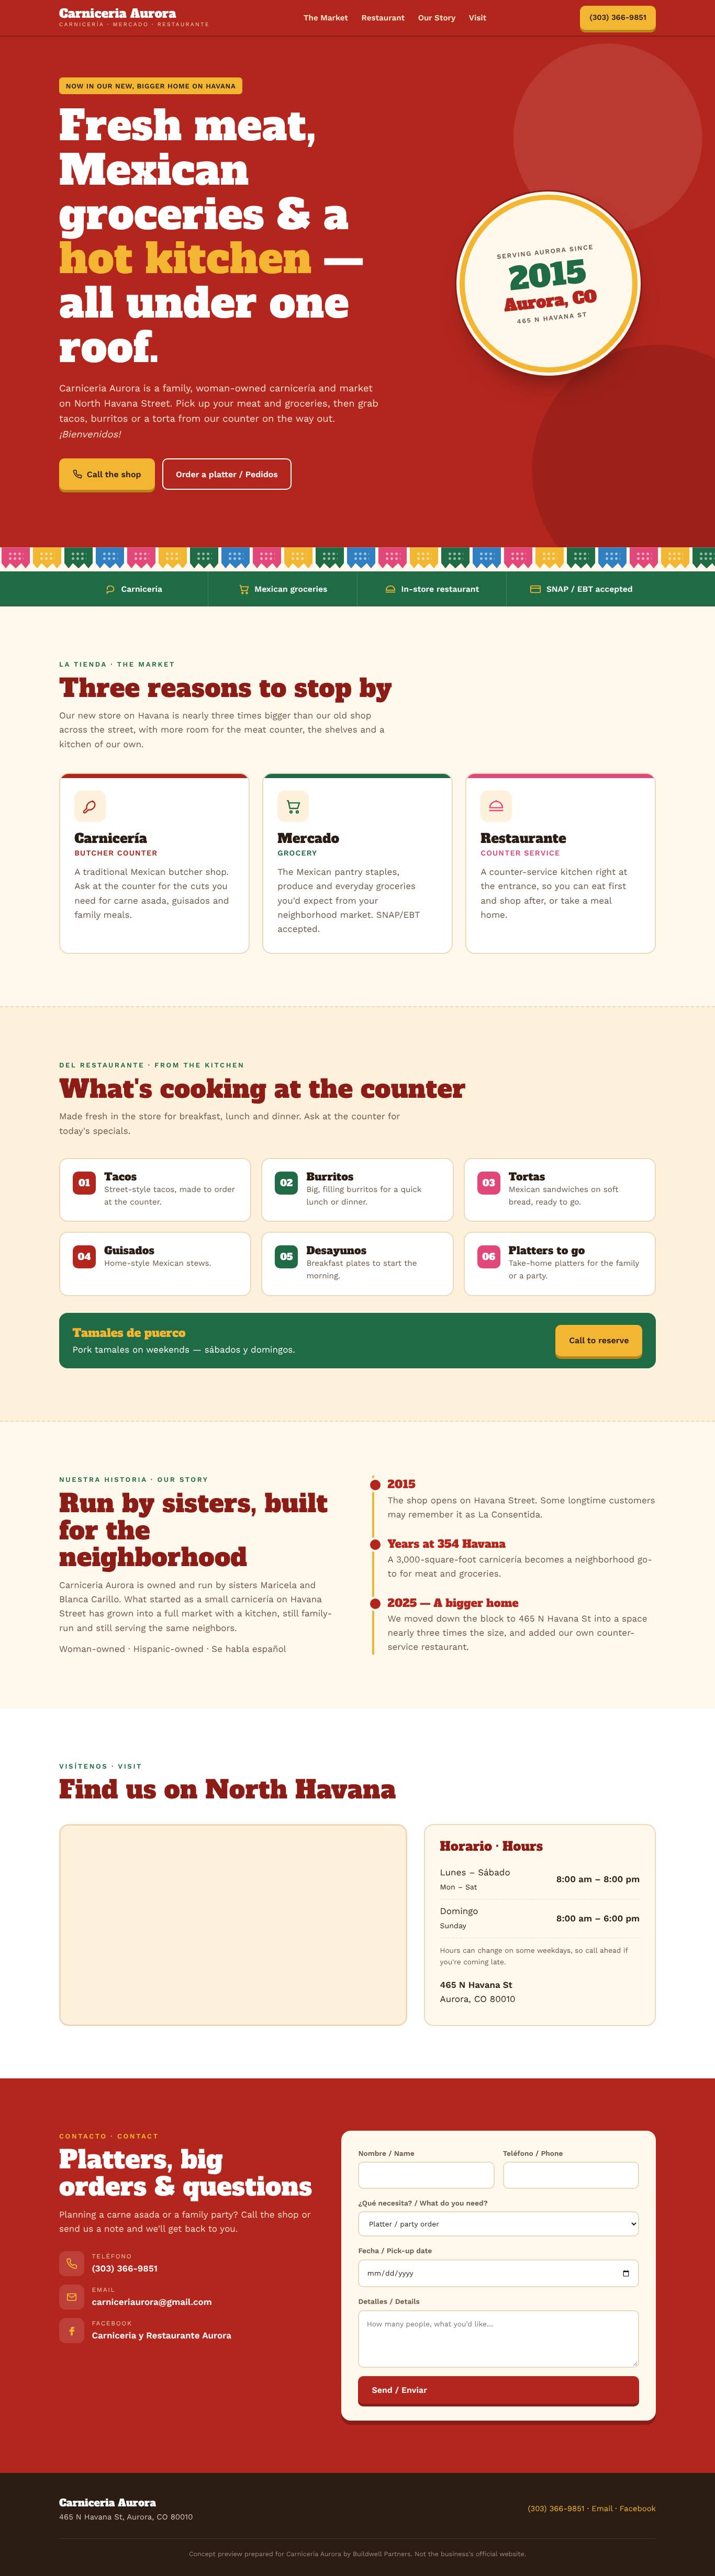 Carniceria Aurora
CARNICERÍA · MERCADO · RESTAURANTE
The Market
Restaurant
Our Story
Visit
(303) 366-9851
NOW IN OUR NEW, BIGGER HOME ON HAVANA
Fresh meat,
Mexican
groceries & a
hot kitchen —
all under one
roof.
Carniceria Aurora is a family, woman-owned carnicería and market
on North Havana Street. Pick up your meat and groceries, then grab
tacos, burritos or a torta from our counter on the way out.
¡Bienvenidos!
Call the shop
Order a platter / Pedidos
SERVING AURORA SINCE
2015
Aurora, CO
465 N HAVANA ST
Carnicería
Mexican groceries
In-store restaurant
SNAP / EBT accepted
LA TIENDA · THE MARKET
Three reasons to stop by
Our new store on Havana is nearly three times bigger than our old shop
across the street, with more room for the meat counter, the shelves and a
kitchen of our own.
Carnicería
BUTCHER COUNTER
A traditional Mexican butcher shop.
Ask at the counter for the cuts you
need for carne asada, guisados and
family meals.
Mercado
GROCERY
The Mexican pantry staples,
produce and everyday groceries
you'd expect from your
neighborhood market. SNAP/EBT
accepted.
Restaurante
COUNTER SERVICE
A counter-service kitchen right at
the entrance, so you can eat first
and shop after, or take a meal
home.
DEL RESTAURANTE · FROM THE KITCHEN
What's cooking at the counter
Made fresh in the store for breakfast, lunch and dinner. Ask at the counter for
today's specials.
01
Tacos
Street-style tacos, made to order
at the counter.
02
Burritos
Big, filling burritos for a quick
lunch or dinner.
03
Tortas
Mexican sandwiches on soft
bread, ready to go.
04
Guisados
Home-style Mexican stews.
05
Desayunos
Breakfast plates to start the
morning.
06
Platters to go
Take-home platters for the family
or a party.
Tamales de puerco
Pork tamales on weekends — sábados y domingos.
Call to reserve
NUESTRA HISTORIA · OUR STORY
Run by sisters, built
for the
neighborhood
Carniceria Aurora is owned and run by sisters Maricela and
Blanca Carillo. What started as a small carnicería on Havana
Street has grown into a full market with a kitchen, still family-
run and still serving the same neighbors.
Woman-owned · Hispanic-owned · Se habla español
2015
The shop opens on Havana Street. Some longtime customers
may remember it as La Consentida.
Years at 354 Havana
A 3,000-square-foot carnicería becomes a neighborhood go-
to for meat and groceries.
2025 — A bigger home
We moved down the block to 465 N Havana St into a space
nearly three times the size, and added our own counter-
service restaurant.
VISÍTENOS · VISIT
Find us on North Havana
Horario · Hours
Lunes – Sábado
Mon – Sat
8:00 am – 8:00 pm
Domingo
Sunday
8:00 am – 6:00 pm
Hours can change on some weekdays, so call ahead if
you're coming late.
465 N Havana St
Aurora, CO 80010
CONTACTO · CONTACT
Platters, big
orders & questions
Planning a carne asada or a family party? Call the shop or
send us a note and we'll get back to you.
TELÉFONO
(303) 366-9851
EMAIL
carniceriaurora@gmail.com
FACEBOOK
Carniceria y Restaurante Aurora
Nombre / Name
Teléfono / Phone
¿Qué necesita? / What do you need?
Platter / party order
Fecha / Pick-up date
mm/dd/yyyy
Detalles / Details
How many people, what you'd like...
Send / Enviar
Carniceria Aurora
465 N Havana St, Aurora, CO 80010
(303) 366-9851 · Email · Facebook
Concept preview prepared for Carniceria Aurora by Buildwell Partners. Not the business's official website.